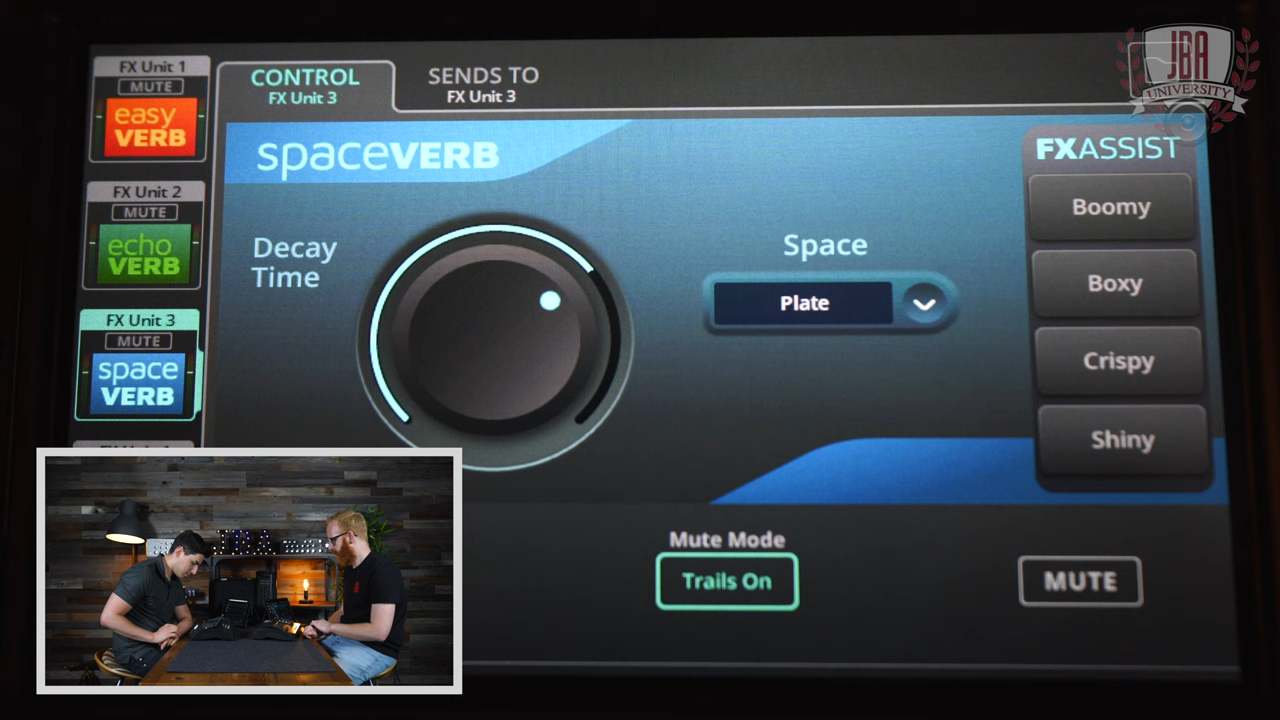 FX Unit 1
MUTE
easy
VERB
FX Unit 2
MUTE
echo
VERB
FX Unit 3
MUTE
space
VERB
CONTROL
FX Unit 3
SENDS TO
FX Unit 3
spaceVERB
Decay
Time
Space
Plate
FXASSIST
Boomy
Boxy
Crispy
Shiny
Mute Mode
Trails On
MUTE
JBA
UNIVERSITY
JBA